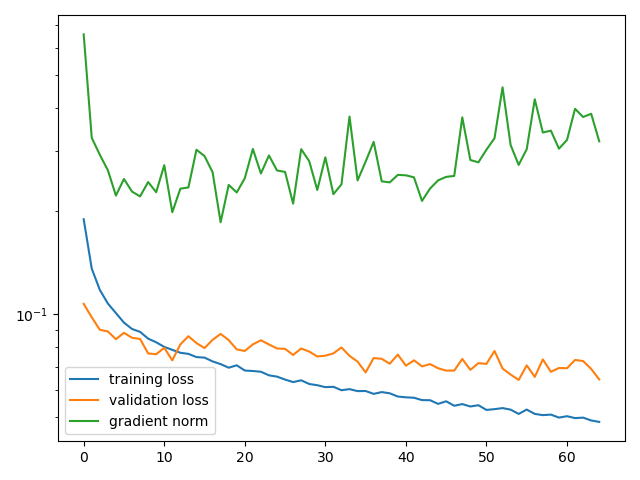 10⁻¹
training loss
validation loss
gradient norm
0 10 20 30 40 50 60